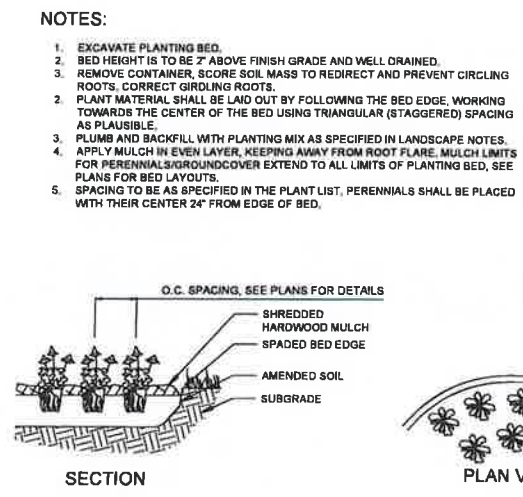 NOTES:
1. EXCAVATE PLANTING BED.
2. BED HEIGHT IS TO BE 2" ABOVE FINISH GRADE AND WELL DRAINED.
3. REMOVE CONTAINER, SCORE SOIL MASS TO REDIRECT AND PREVENT CIRCLING
ROOTS. CORRECT GIRDLING ROOTS.
2. PLANT MATERIAL SHALL BE LAID OUT BY FOLLOWING THE BED EDGE, WORKING
TOWARDS THE CENTER OF THE BED USING TRIANGULAR (STAGGERED) SPACING
AS PLAUSIBLE.
3. PLUMB AND BACKFILL WITH PLANTING MIX AS SPECIFIED IN LANDSCAPE NOTES.
4. APPLY MULCH IN EVEN LAYER, KEEPING AWAY FROM ROOT FLARE. MULCH LIMITS
FOR PERENNIALS/GROUNDCOVER EXTEND TO ALL LIMITS OF PLANTING BED, SEE
PLANS FOR BED LAYOUTS.
5. SPACING TO BE AS SPECIFIED IN THE PLANT LIST. PERENNIALS SHALL BE PLACED
WITH THEIR CENTER 24" FROM EDGE OF BED.
O.C. SPACING, SEE PLANS FOR DETAILS
SHREDDED
HARDWOOD MULCH
SPADED BED EDGE
AMENDED SOIL
SUBGRADE
SECTION
PLAN V